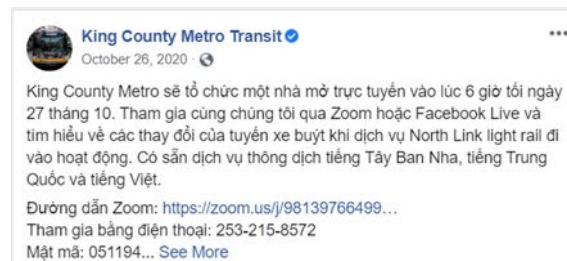 King County Metro Transit
October 26, 2020 ·
King County Metro sẽ tổ chức một nhà mở trực tuyến vào lúc 6 giờ tối ngày
27 tháng 10. Tham gia cùng chúng tôi qua Zoom hoặc Facebook Live và
tìm hiểu về các thay đổi của tuyến xe buýt khi dịch vụ North Link light rail đi
vào hoạt động. Có sẵn dịch vụ thông dịch tiếng Tây Ban Nha, tiếng Trung
Quốc và tiếng Việt.
Đường dẫn Zoom: https://zoom.us/j/98139766499...
Tham gia bằng điện thoại: 253-215-8572
Mật mã: 051194... See More